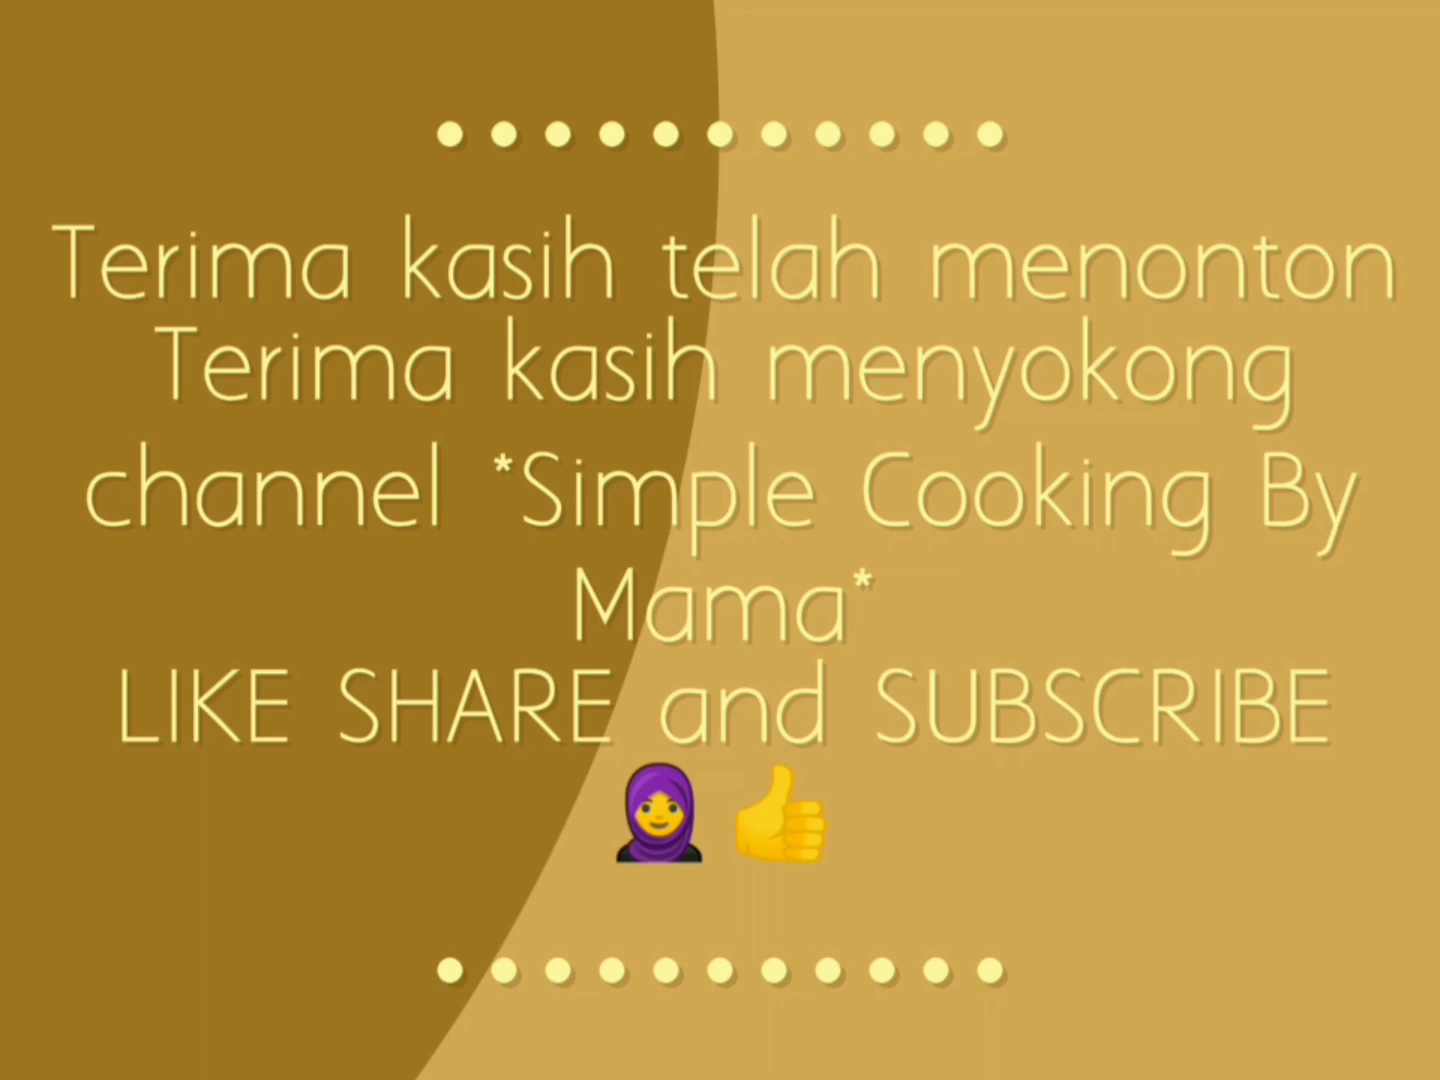 Terima kasih telah menonton
Terima kasih menyokong
channel *Simple Cooking By
Mama*
LIKE SHARE and SUBSCRIBE
🧕👍